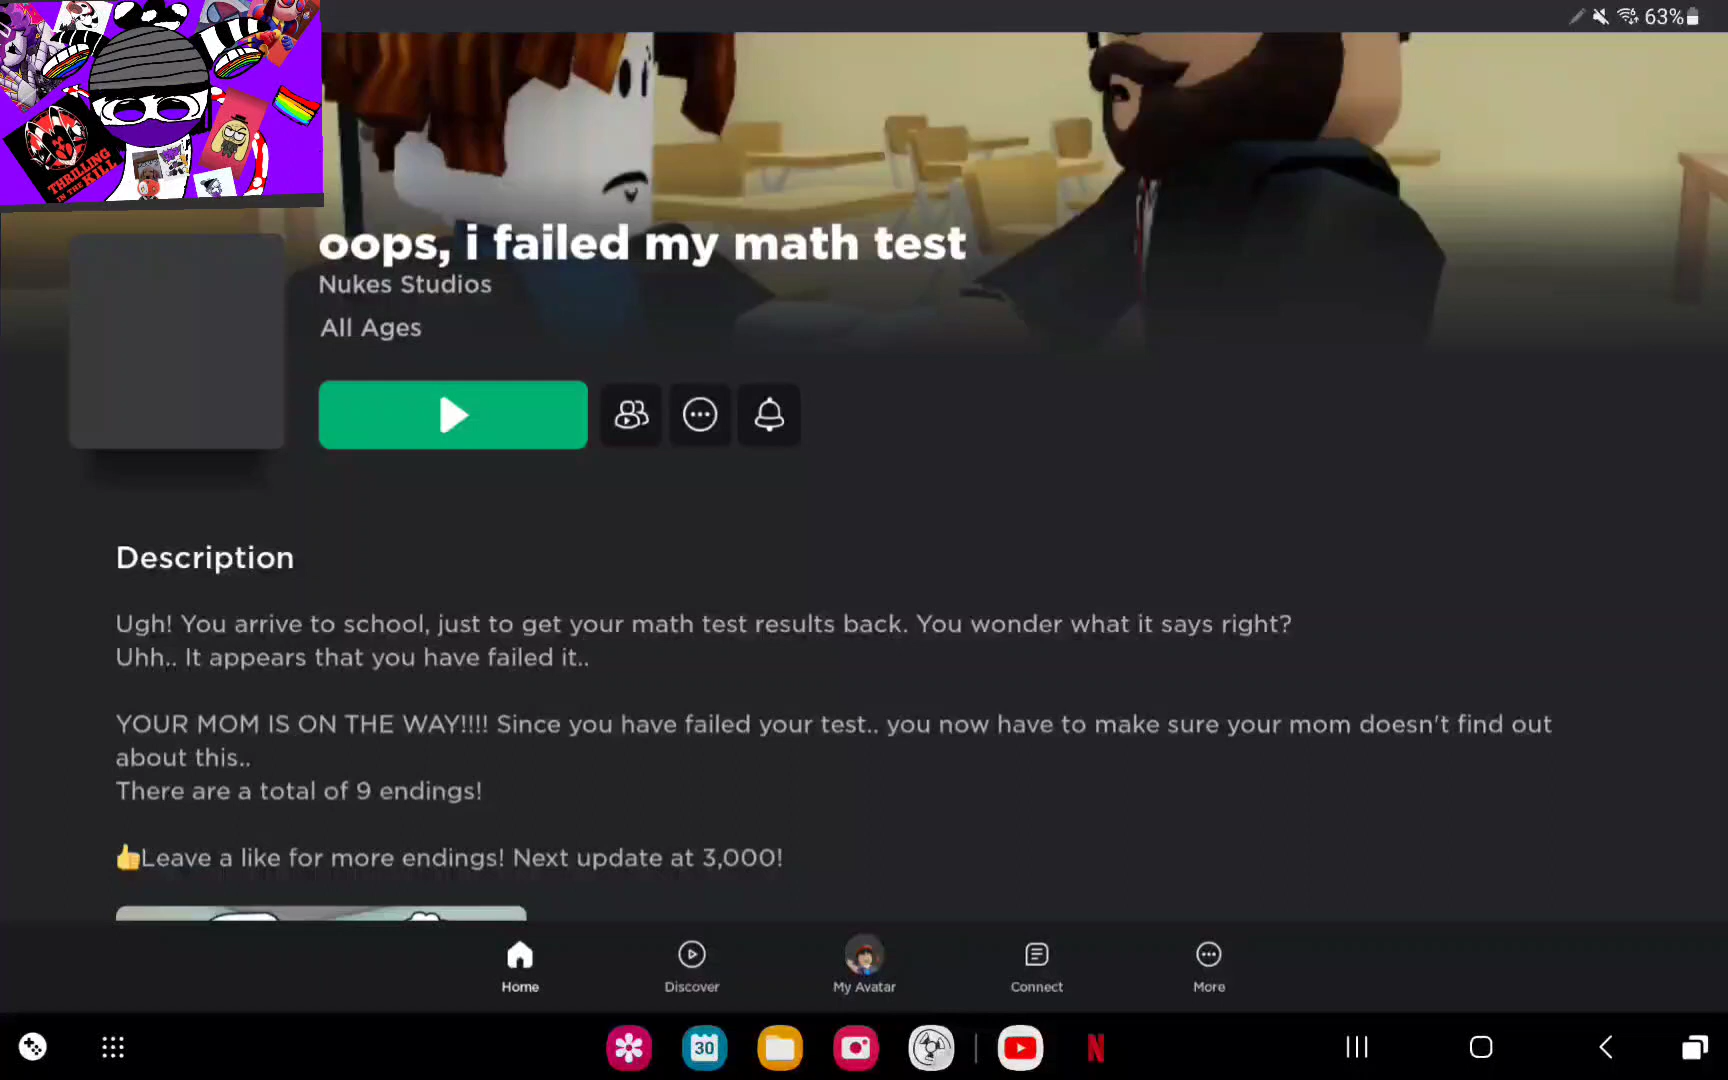 63%
THRILLING
IN THE KILL
oops, i failed my math test
Nukes Studios
All Ages
Description
Ugh! You arrive to school, just to get your math test results back. You wonder what it says right?
Uhh.. It appears that you have failed it..
YOUR MOM IS ON THE WAY!!!! Since you have failed your test.. you now have to make sure your mom doesn't find out
about this..
There are a total of 9 endings!
👍Leave a like for more endings! Next update at 3,000!
Home
Discover
My Avatar
Connect
More
30
N